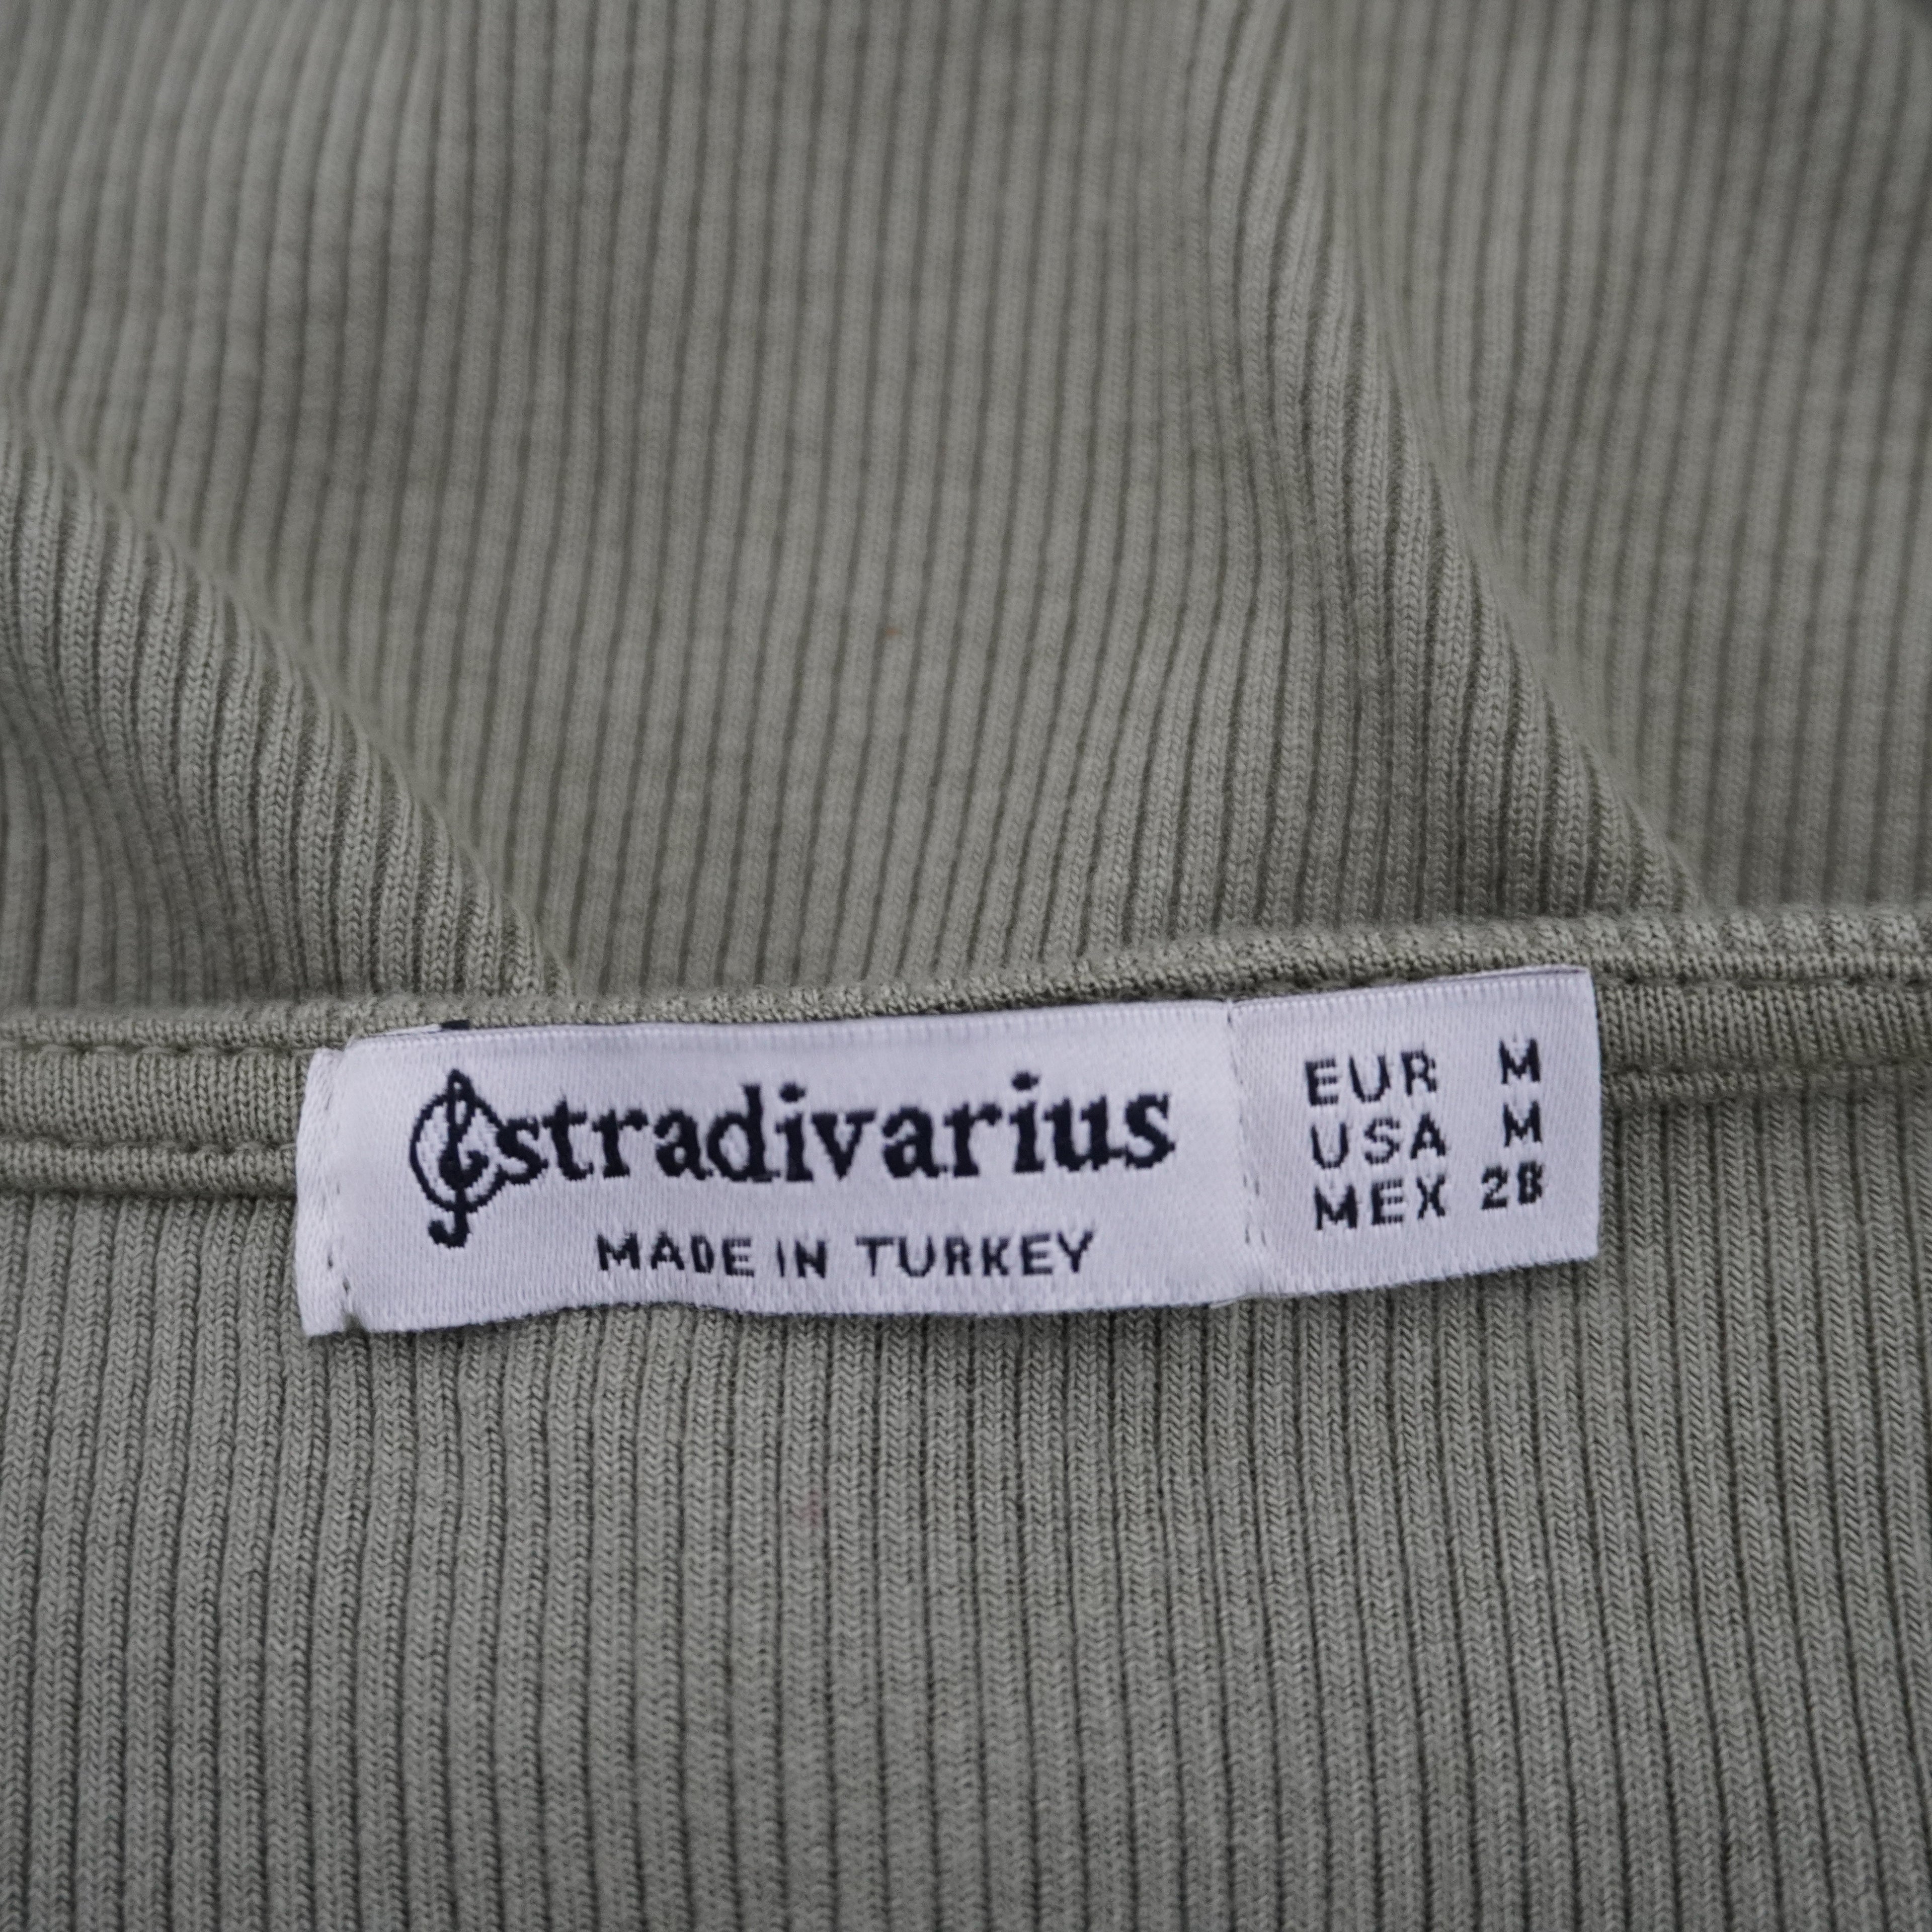 stradivarius
MADE IN TURKEY
EUR M
USA M
MEX 28